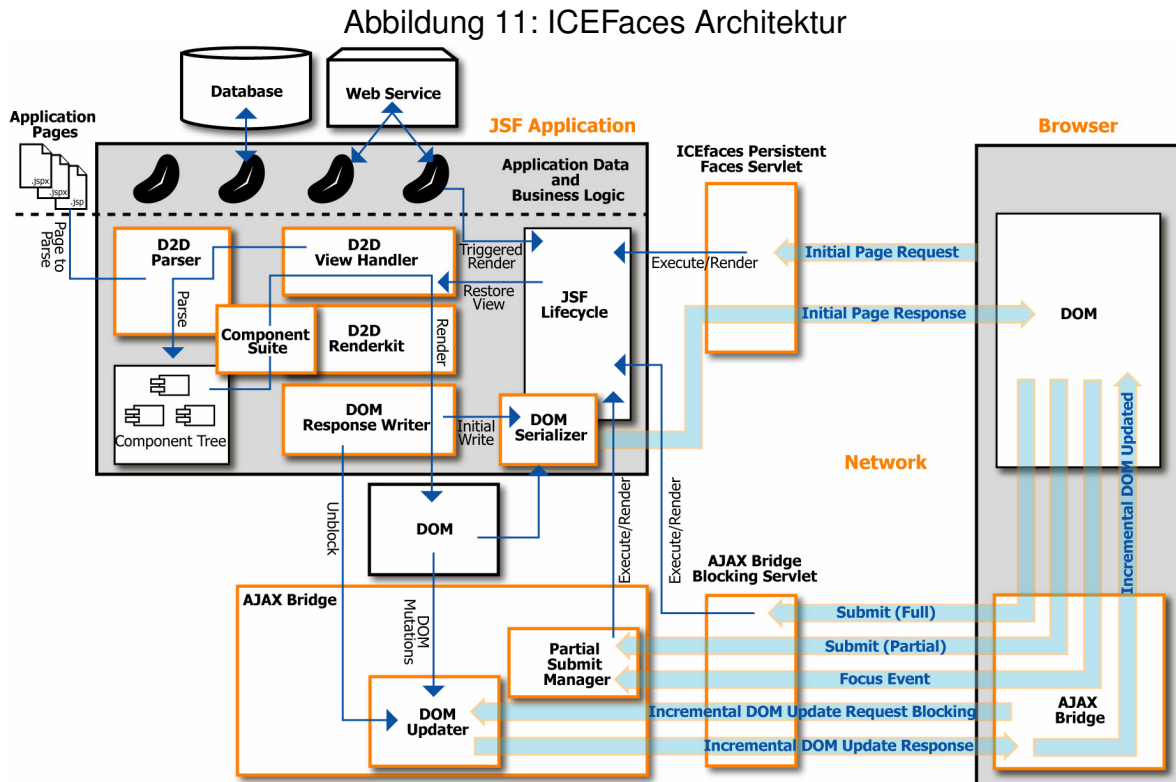 Abbildung 11: ICEFaces Architektur
Database
Web Service
Application
Pages
.jspx
.jspx
.jsp
JSF Application
Browser
Application Data
and
Business Logic
ICEfaces Persistent
Faces Servlet
Page to
Parse
D2D
Parser
D2D
View Handler
Triggered
Render
Execute/Render
Initial Page Request
Restore
View
JSF
Lifecycle
Initial Page Response
DOM
Parse
Component
Suite
D2D
Renderkit
Render
Component Tree
DOM
Response Writer
Initial
Write
DOM
Serializer
Network
Incremental DOM Updated
Unblock
DOM
Execute/Render
Execute/Render
AJAX Bridge
Blocking Servlet
AJAX Bridge
DOM
Mutations
Submit (Full)
Partial
Submit
Manager
Submit (Partial)
Focus Event
DOM
Updater
Incremental DOM Update Request Blocking
AJAX
Bridge
Incremental DOM Update Response